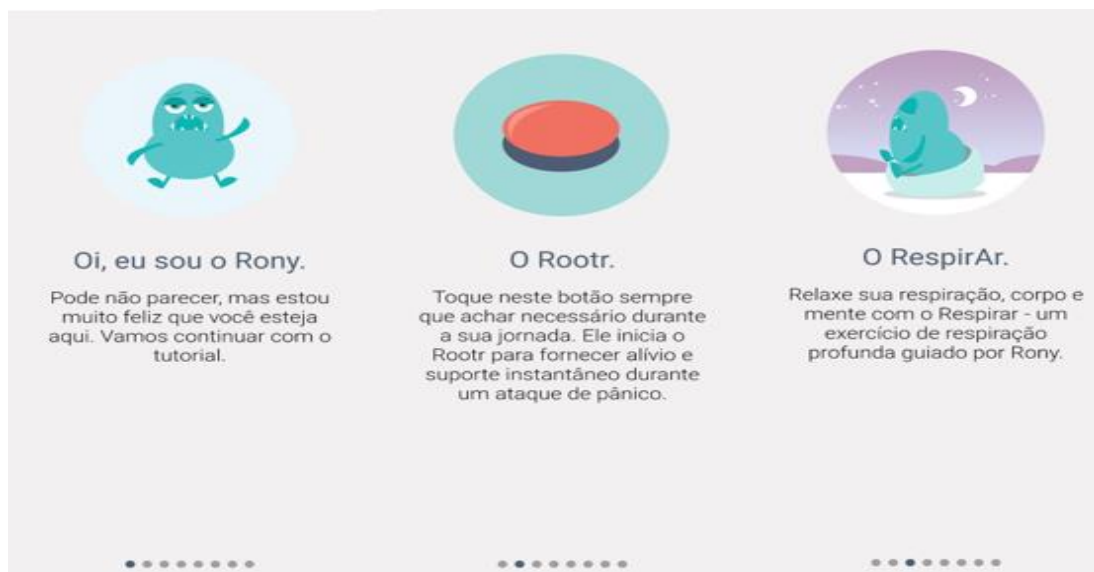 Oi, eu sou o Rony.
Pode não parecer, mas estou
muito feliz que você esteja
aqui. Vamos continuar com o
tutorial.
O Rootr.
Toque neste botão sempre
que achar necessário durante
a sua jornada. Ele inicia o
Rootr para fornecer alívio e
suporte instantâneo durante
um ataque de pânico.
O RespirAr.
Relaxe sua respiração, corpo e
mente com o Respirar - um
exercício de respiração
profunda guiado por Rony.